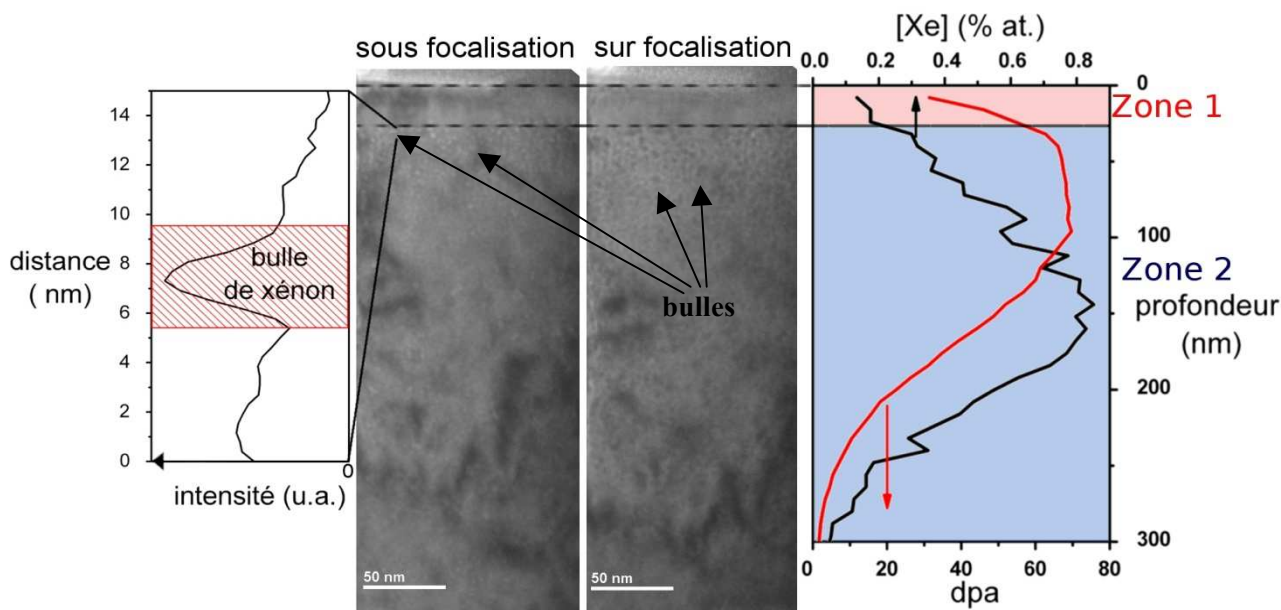 sous focalisation
sur focalisation
[Xe] (% at.)
0.0 0.2 0.4 0.6 0.8
14
12
10
8
6
4
2
0
distance
( nm)
bulle
de xénon
0
intensité (u.a.)
bulles
50 nm
50 nm
0
100
200
300
Zone 1
Zone 2
profondeur
(nm)
0 20 40 60 80
dpa